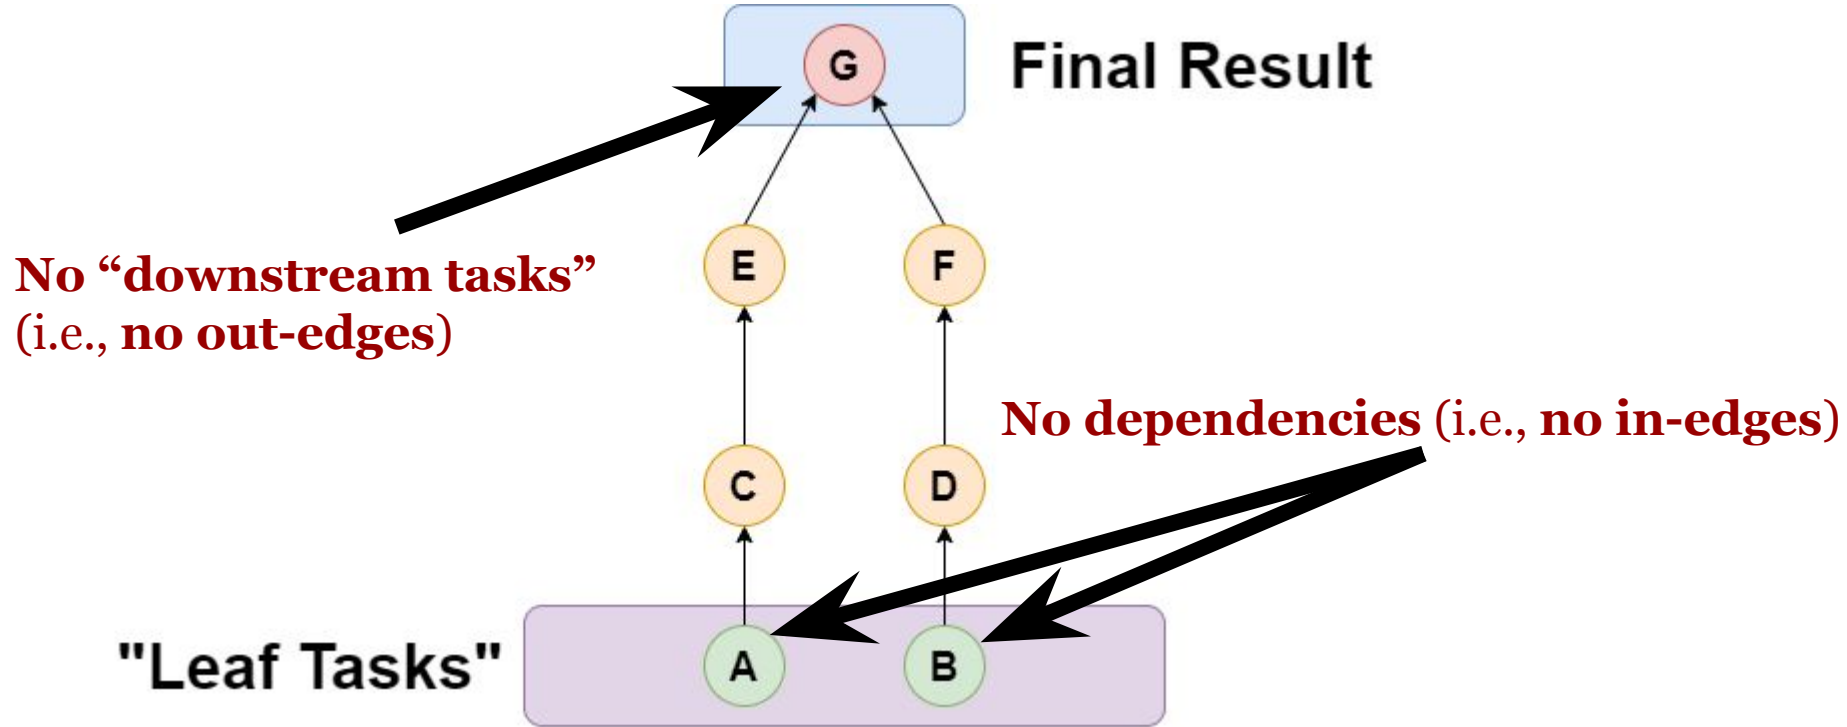 G
Final Result
E
F
No “downstream tasks”
(i.e., no out-edges)
No dependencies (i.e., no in-edges)
C
D
"Leaf Tasks"
A
B